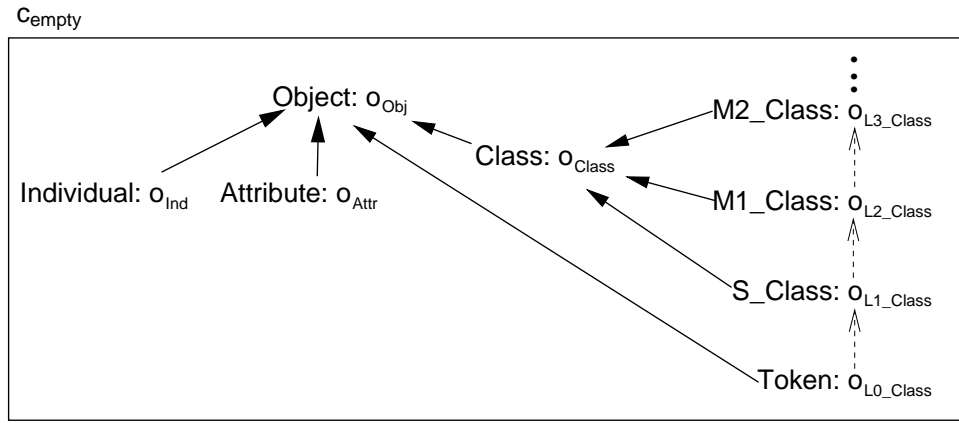 c_empty
Object: o_Obj
M2_Class: o_L3_Class
Class: o_Class
Individual: o_Ind
Attribute: o_Attr
M1_Class: o_L2_Class
S_Class: o_L1_Class
Token: o_L0_Class